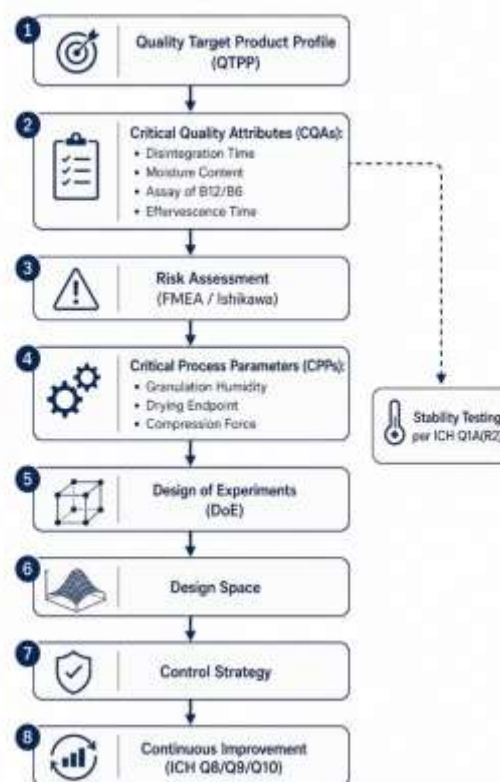 1
Quality Target Product Profile
(QTPP)
2
Critical Quality Attributes (CQAs):
• Disintegration Time
• Moisture Content
• Assay of B12/B6
• Effervescence Time
3
Risk Assessment
(FMEA / Ishikawa)
4
Critical Process Parameters (CPPs):
• Granulation Humidity
• Drying Endpoint
• Compression Force
Stability Testing
per ICH Q1A(R2)
5
Design of Experiments
(DoE)
6
Design Space
7
Control Strategy
8
Continuous Improvement
(ICH Q8/Q9/Q10)